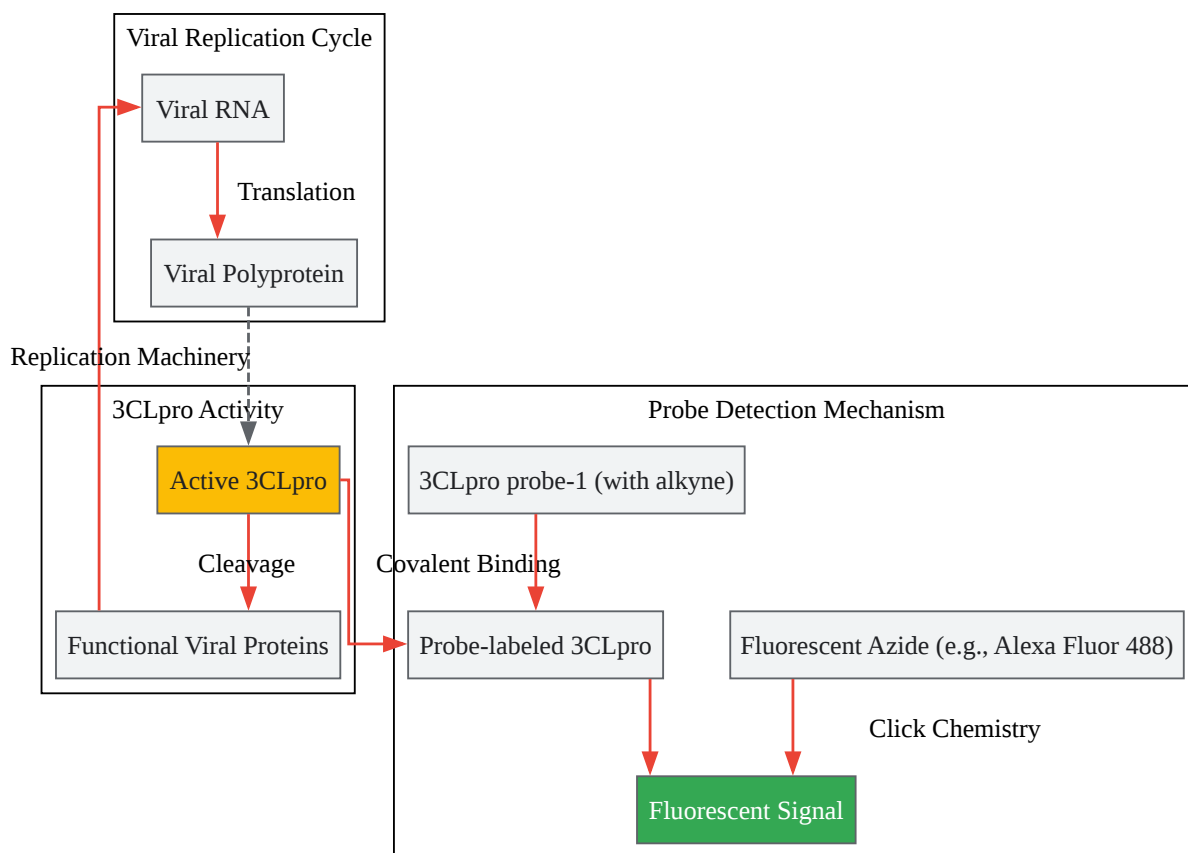 Viral Replication Cycle
Viral RNA
Translation
Viral Polyprotein
Replication Machinery
3CLpro Activity
Active 3CLpro
Cleavage
Functional Viral Proteins
Probe Detection Mechanism
3CLpro probe-1 (with alkyne)
Covalent Binding
Probe-labeled 3CLpro
Fluorescent Azide (e.g., Alexa Fluor 488)
Click Chemistry
Fluorescent Signal